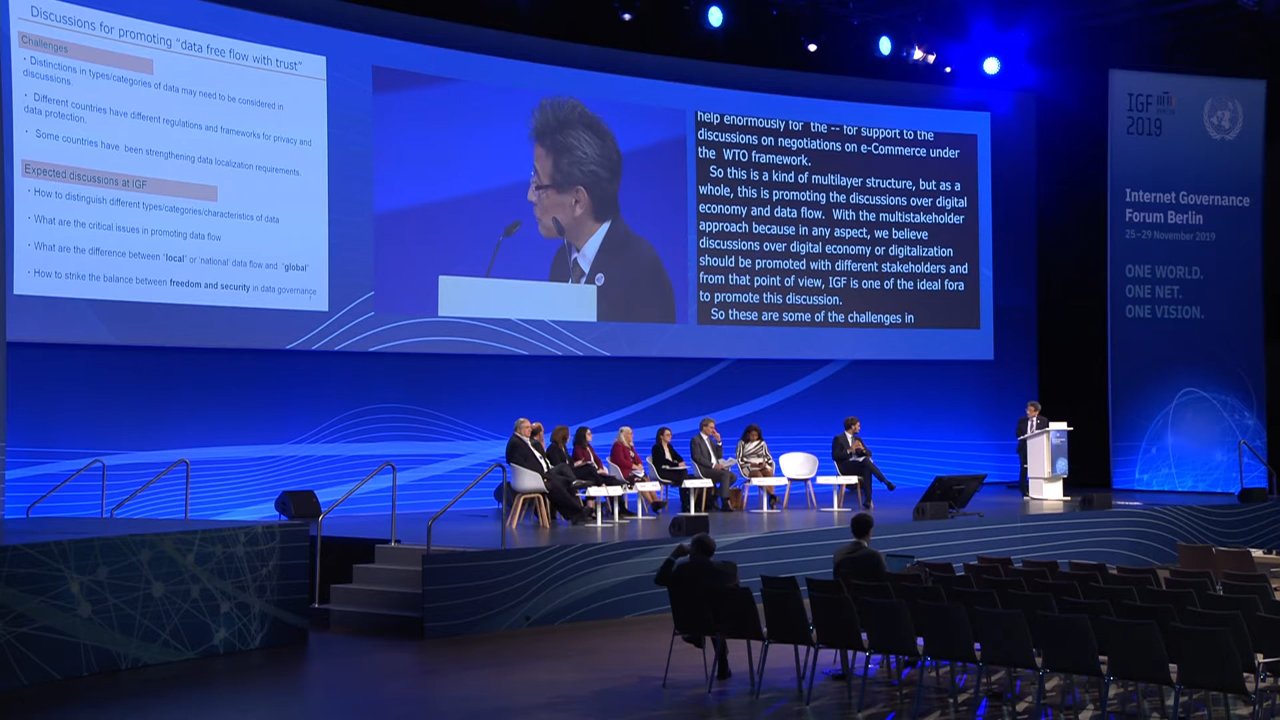 Discussions for promoting "data free flow with trust"
Challenges
· Distinctions in types/categories of data may need to be considered in
discussions.
· Different countries have different regulations and frameworks for privacy and
data protection.
· Some countries have been strengthening data localization requirements.
Expected discussions at IGF
· How to distinguish different types/categories/characteristics of data
· What are the critical issues in promoting data flow
· What are the difference between "local" or 'national' data flow and "global"
· How to strike the balance between freedom and security in data governance
7
help enormously for the -- for support to the
discussions on negotiations on e-Commerce under
the WTO framework.
So this is a kind of multilayer structure, but as a
whole, this is promoting the discussions over digital
economy and data flow. With the multistakeholder
approach because in any aspect, we believe
discussions over digital economy or digitalization
should be promoted with different stakeholders and
from that point of view, IGF is one of the ideal fora
to promote this discussion.
So these are some of the challenges in
IGF
2019
Internet Governance
Forum Berlin
25–29 November 2019
ONE WORLD.
ONE NET.
ONE VISION.